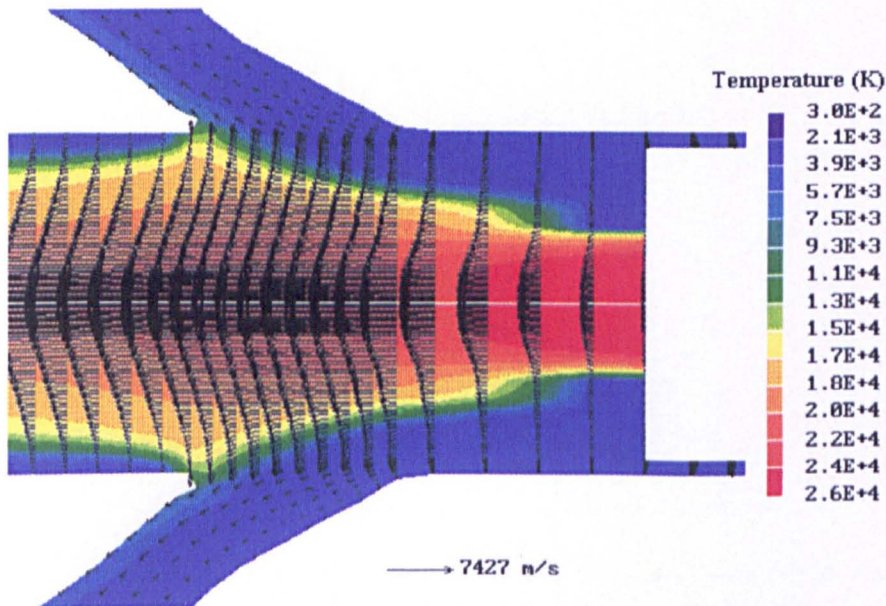 Temperature (K)
3.0E+2
2.1E+3
3.9E+3
5.7E+3
7.5E+3
9.3E+3
1.1E+4
1.3E+4
1.5E+4
1.7E+4
1.8E+4
2.0E+4
2.2E+4
2.4E+4
2.6E+4
7427 m/s